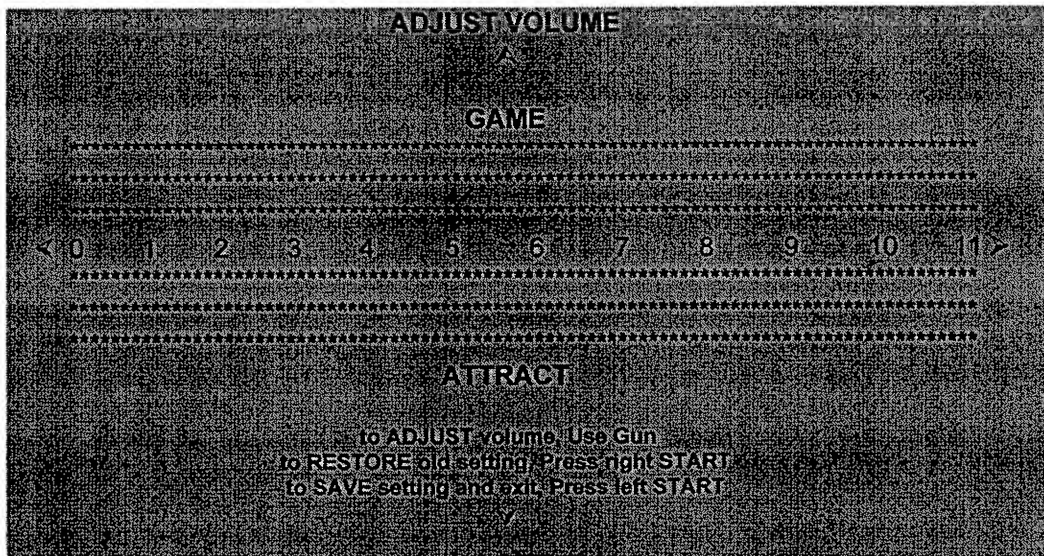 ADJUST VOLUME
GAME
0 1 2 3 4 5 6 7 8 9 10 11
ATTRACT
to ADJUST volume, Use Gun
to RESTORE old setting, Press right START
to SAVE setting and exit, Press left START